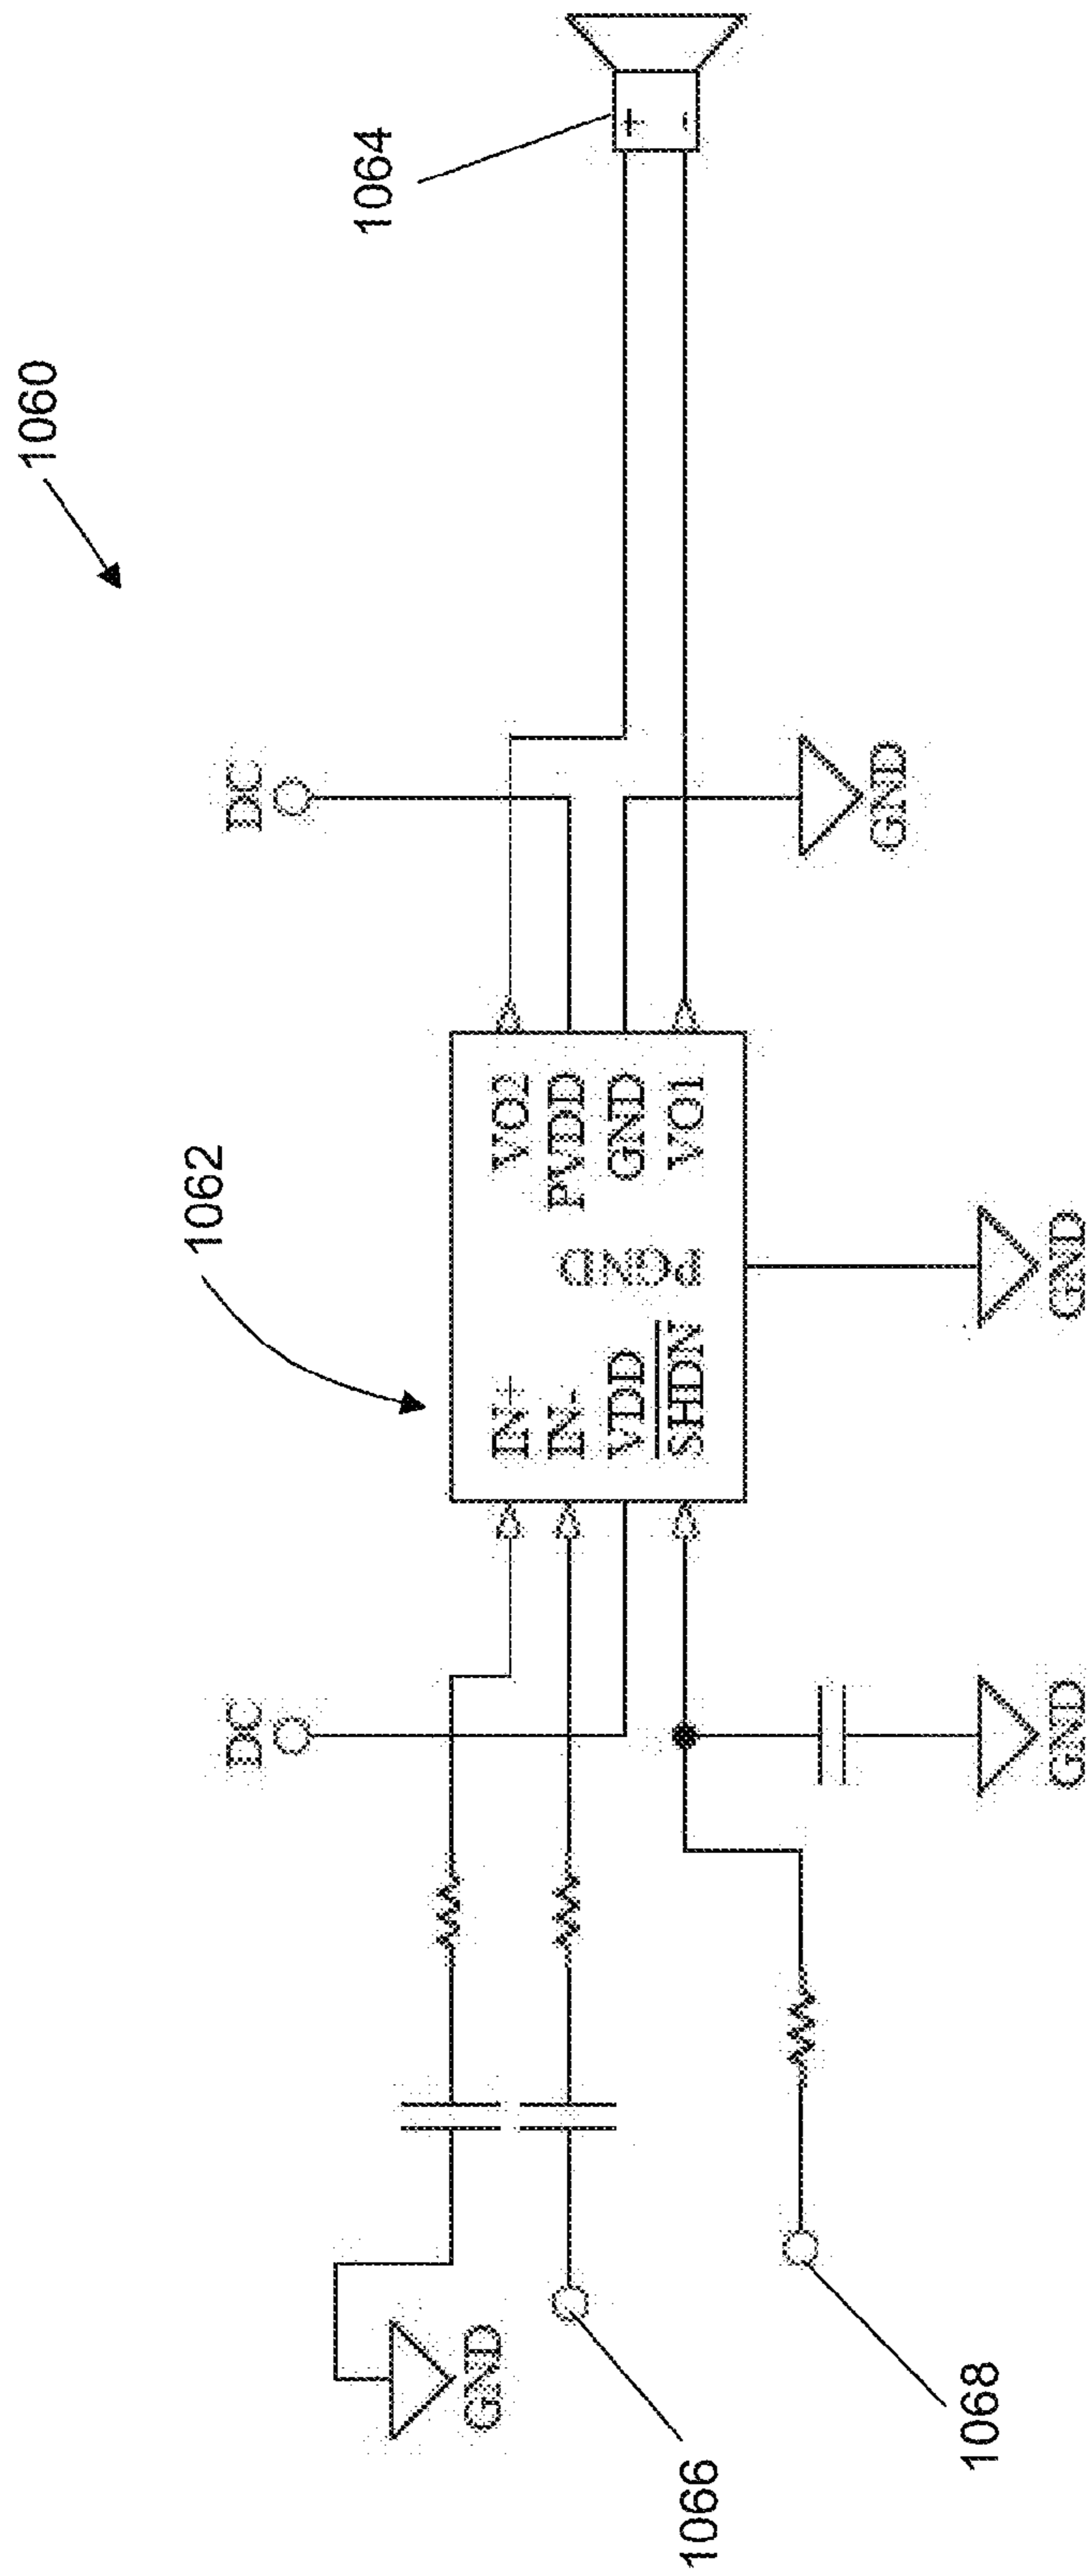 1060
1064
DC
DC
1062
IN+
IN-
VDD
SHDN
PGND
VO2
PVDD
GND
VO1
GND
GND
GND
GND
1066
1068
+
-